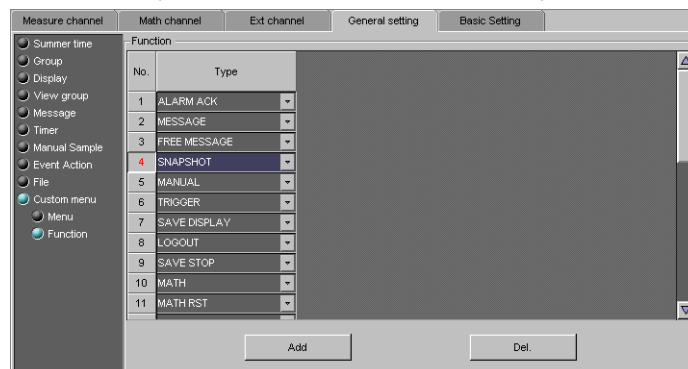 Measure channel Math channel Ext channel General setting Basic Setting
Summer time
Group
Display
View group
Message
Timer
Manual Sample
Event Action
File
Custom menu
Menu
Function
Function
No. Type
1 ALARM ACK
2 MESSAGE
3 FREE MESSAGE
4 SNAPSHOT
5 MANUAL
6 TRIGGER
7 SAVE DISPLAY
8 LOGOUT
9 SAVE STOP
10 MATH
11 MATH RST
Add Del.